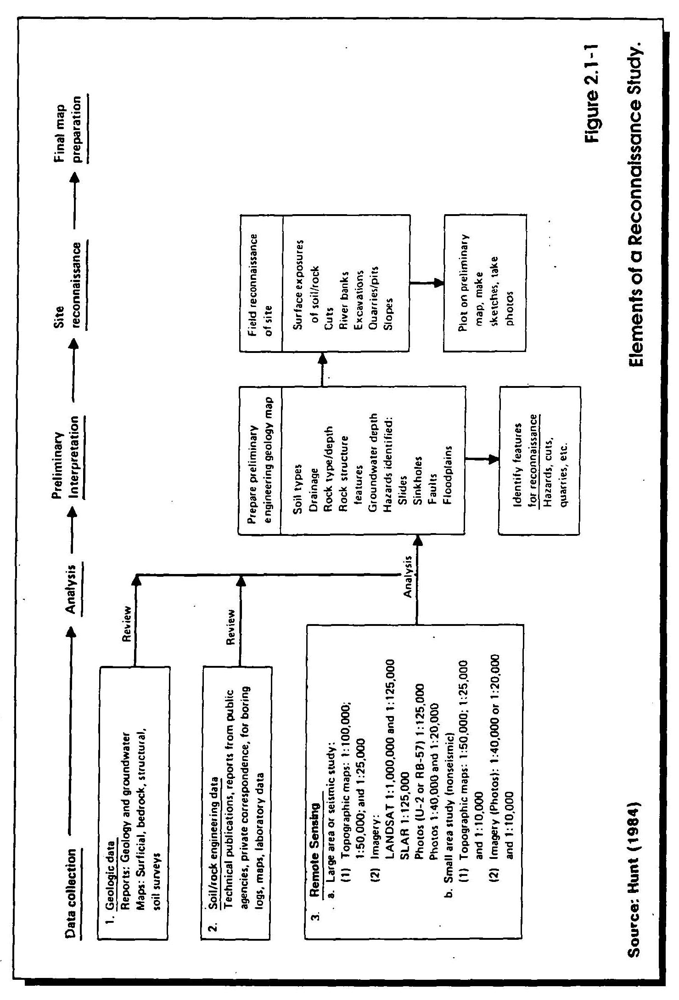 Data collection
Analysis
Preliminary
Interpretation
Site
reconnaissance
Final map
preparation
1. Geologic data
Reports: Geology and groundwater
Maps: Surficial, bedrock, structural,
soil surveys
Review
2. Soil/rock engineering data
Technical publications, reports from public
agencies, private correspondence, for boring
logs, maps, laboratory data
Review
3. Remote Sensing
a. Large area or seismic study:
(1) Topographic maps: 1:100,000;
1:50,000; and 1:25,000
(2) Imagery:
LANDSAT 1:1,000,000 and 1:125,000
SLAR 1:125,000
Photos (U-2 or RB-57) 1:125,000
Photos 1:40,000 and 1:20,000
b. Small area study (nonseismic)
(1) Topographic maps: 1:50,000; 1:25,000
and 1:10,000
(2) Imagery (Photos): 1:40,000 or 1:20,000
and 1:10,000
Analysis
Prepare preliminary
engineering geology map
Soil types
Drainage
Rock type/depth
Rock structure
features
Groundwater depth
Hazards identified:
Slides
Sinkholes
Faults
Floodplains
Identify features
for reconnaissance
Hazards, cuts,
quarries, etc.
Field reconnaissance
of site
Surface exposures
of soil/rock
Cuts
River banks
Excavations
Quarries/pits
Slopes
Plot on preliminary
map, make
sketches, take
photos
Figure 2.1-1
Source: Hunt (1984)
Elements of a Reconnaissance Study.